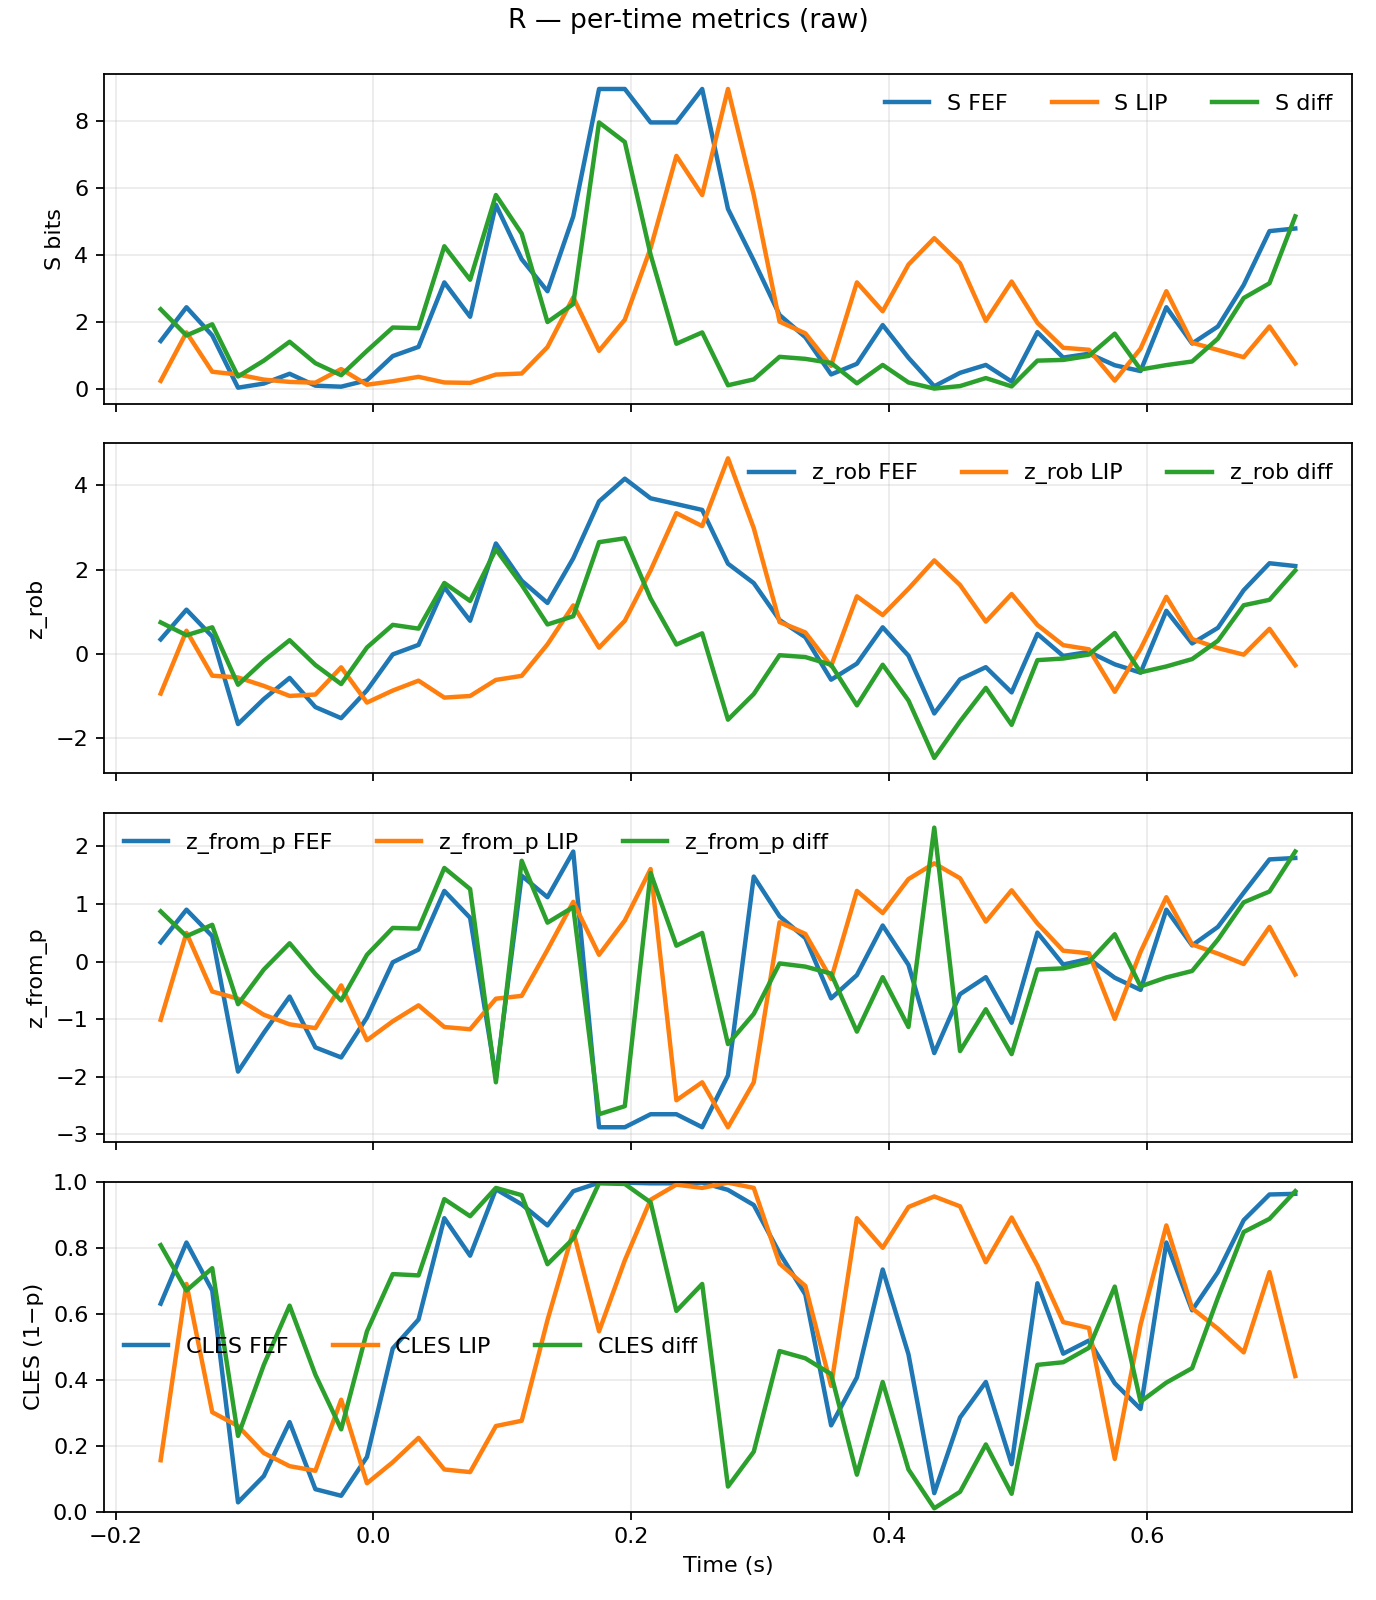 R — per-time metrics (raw)
S FEF S LIP S diff
8
6
4
2
0
S bits
z_rob FEF z_rob LIP z_rob diff
4
2
0
−2
z_rob
z_from_p FEF z_from_p LIP z_from_p diff
2
1
0
−1
−2
−3
z_from_p
1.0
0.8
0.6
CLES FEF CLES LIP CLES diff
0.4
0.2
0.0
CLES (1−p)
−0.2 0.0 0.2 0.4 0.6
Time (s)